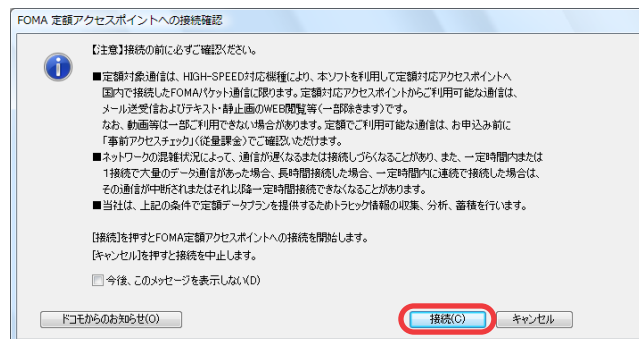 FOMA 定額アクセスポイントへの接続確認
【注意】接続の前に必ずご確認ください。
■定額対象通信は、HIGH-SPEED対応機種により、本ソフトを利用して定額対応アクセスポイントへ
国内で接続したFOMAパケット通信に限ります。定額対応アクセスポイントからご利用可能な通信は、
メール送受信およびテキスト・静止画のWEB閲覧等(一部除きます)です。
なお、動画等は一部ご利用できない場合があります。定額でご利用可能な通信は、お申込み前に
「事前アクセスチェック」(従量課金)でご確認いただけます。
■ネットワークの混雑状況によって、通信が遅くなるまたは接続しづらくなることがあり、また、一定時間内または
1接続で大量のデータ通信があった場合、長時間接続した場合、一定時間内に連続で接続した場合は、
その通信が中断されまたはそれ以降一定時間接続できなくなることがあります。
■当社は、上記の条件で定額データプランを提供するためトラヒック情報の収集、分析、蓄積を行います。
[接続]を押すとFOMA定額アクセスポイントへの接続を開始します。
[キャンセル]を押すと接続を中止します。
今後、このメッセージを表示しない(D)
ドコモからのお知らせ(O)
接続(C)
キャンセル